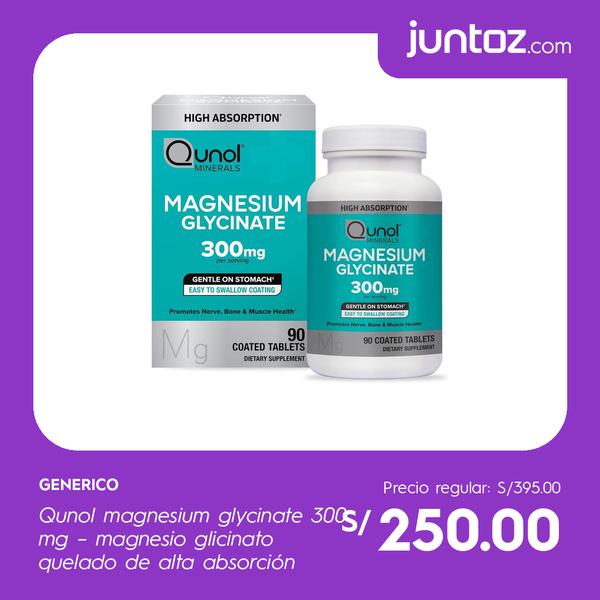 juntoz.com
HIGH ABSORPTION†
Qunol®
MINERALS
MAGNESIUM
GLYCINATE
300mg
per serving
GENTLE ON STOMACH†
EASY TO SWALLOW COATING
Promotes Nerve, Bone & Muscle Health†
Mg
90
COATED TABLETS
DIETARY SUPPLEMENT
HIGH ABSORPTION†
Qunol®
MINERALS
MAGNESIUM
GLYCINATE
300mg
per serving
GENTLE ON STOMACH†
EASY TO SWALLOW COATING
Promotes Nerve, Bone & Muscle Health†
Mg
90 COATED TABLETS
DIETARY SUPPLEMENT
GENERICO
Qunol magnesium glycinate 300
mg - magnesio glicinato
quelado de alta absorción
Precio regular: S/395.00
S/ 250.00